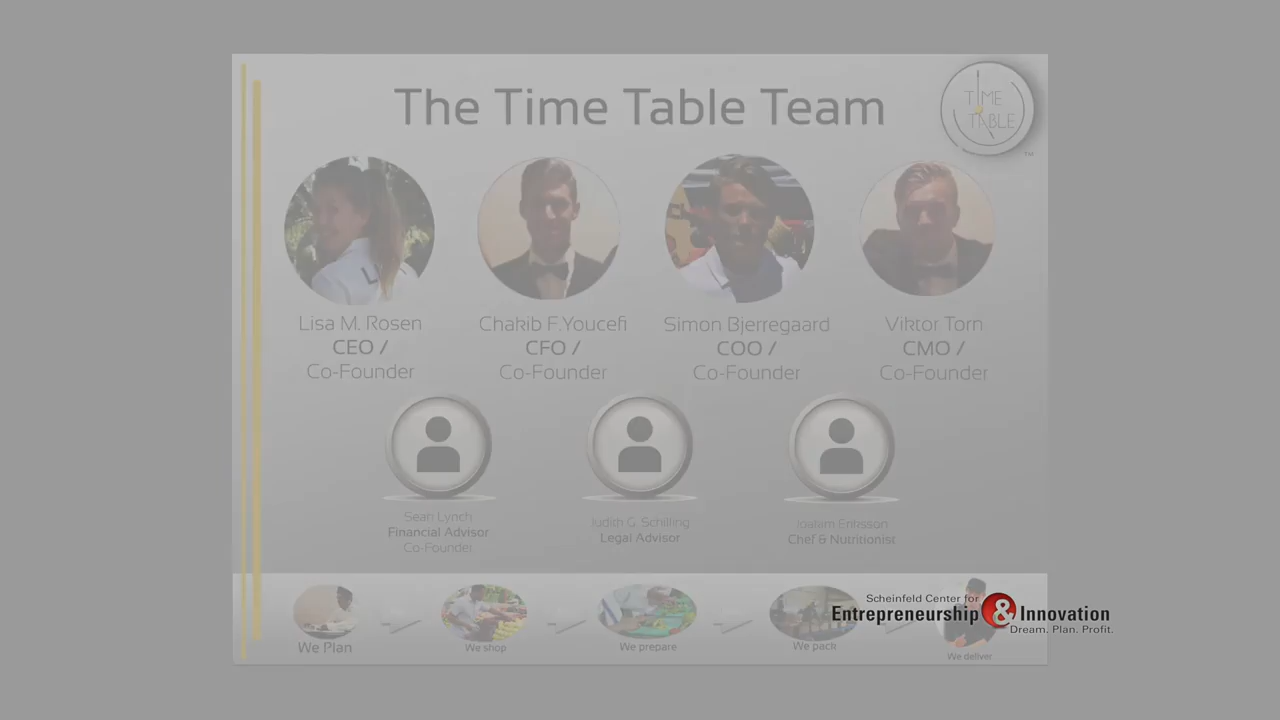 The Time Table Team
TIME
TABLE
™
Lisa M. Rosen
CEO /
Co-Founder
Chakib F.Youcefi
CFO /
Co-Founder
Simon Bjerregaard
COO /
Co-Founder
Viktor Torn
CMO /
Co-Founder
Sean Lynch
Financial Advisor
Co-Founder
Judith G. Schilling
Legal Advisor
Joakim Eriksson
Chef & Nutritionist
We Plan
We shop
We prepare
We pack
We deliver
Scheinfeld Center for
Entrepreneurship & Innovation
Dream. Plan. Profit.